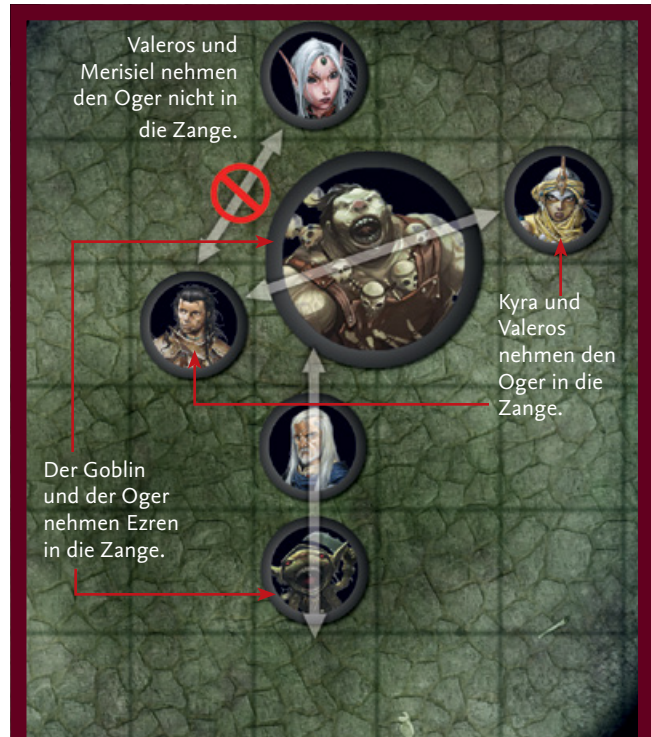 Valeros und
Merisiel nehmen
den Oger nicht in
die Zange.
Kyra und
Valeros
nehmen den
Oger in die
Zange.
Der Goblin
und der Oger
nehmen Ezren
in die Zange.